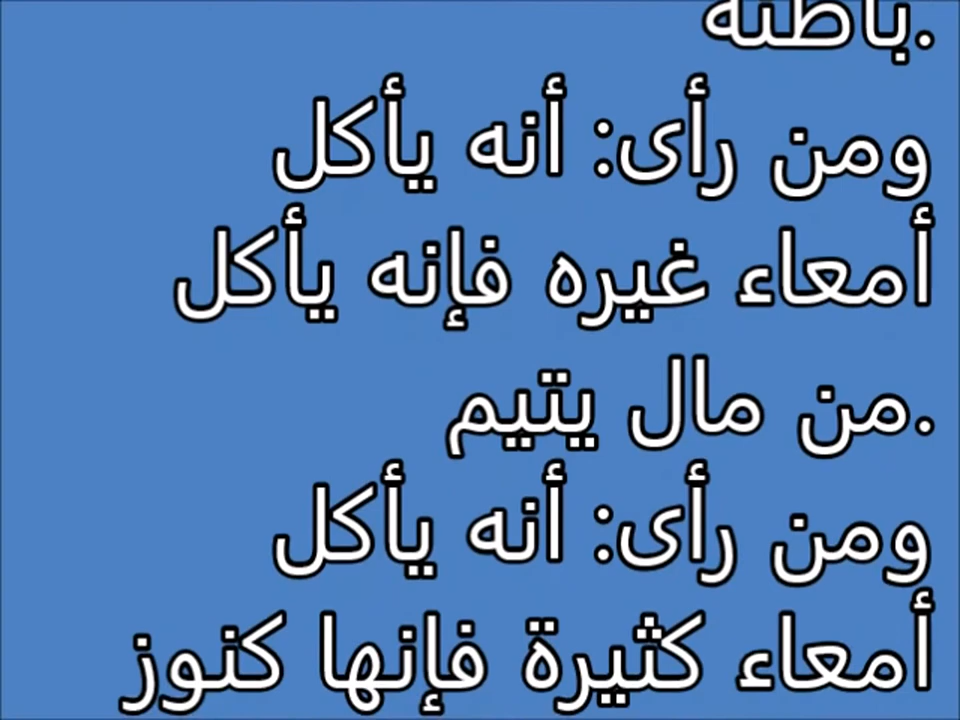 .باطنه
ومن رأى: أنه يأكل
أمعاء غيره فإنه يأكل
.من مال يتيم
ومن رأى: أنه يأكل
أمعاء كثيرة فإنها كنوز